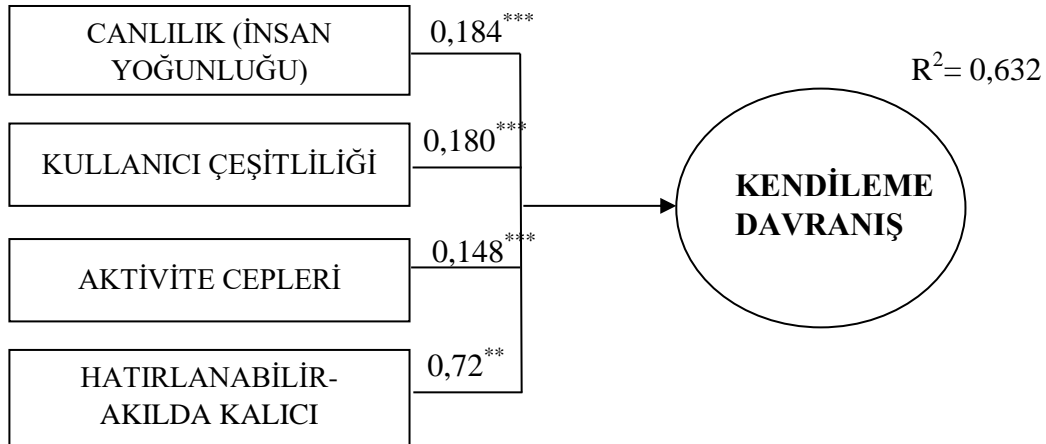 CANLILIK (İNSAN
YOĞUNLUĞU)
0,184***
R²= 0,632
KULLANICI ÇEŞİTLİLİĞİ
0,180***
KENDİLEME
DAVRANIŞ
AKTİVİTE CEPLERİ
0,148***
HATIRLANABİLİR-
AKILDA KALICI
0,72**